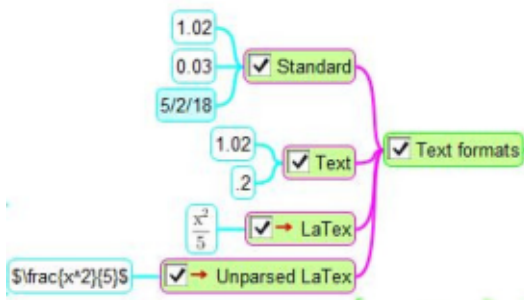 1.02
0.03
Standard
5/2/18
1.02
Text
Text formats
.2
x^2/5
LaTex
$\frac{x^2}{5}$
Unparsed LaTex